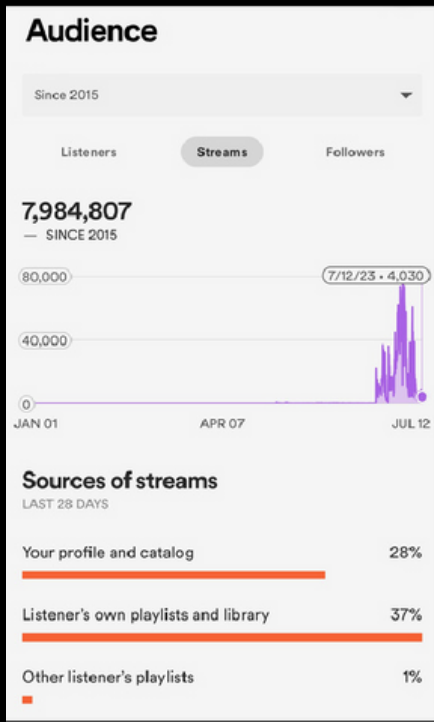 Audience
Since 2015
Listeners Streams Followers
7,984,807
— SINCE 2015
80,000 7/12/23 • 4,030
40,000
0
JAN 01 APR 07 JUL 12
Sources of streams
LAST 28 DAYS
Your profile and catalog 28%
Listener's own playlists and library 37%
Other listener's playlists 1%